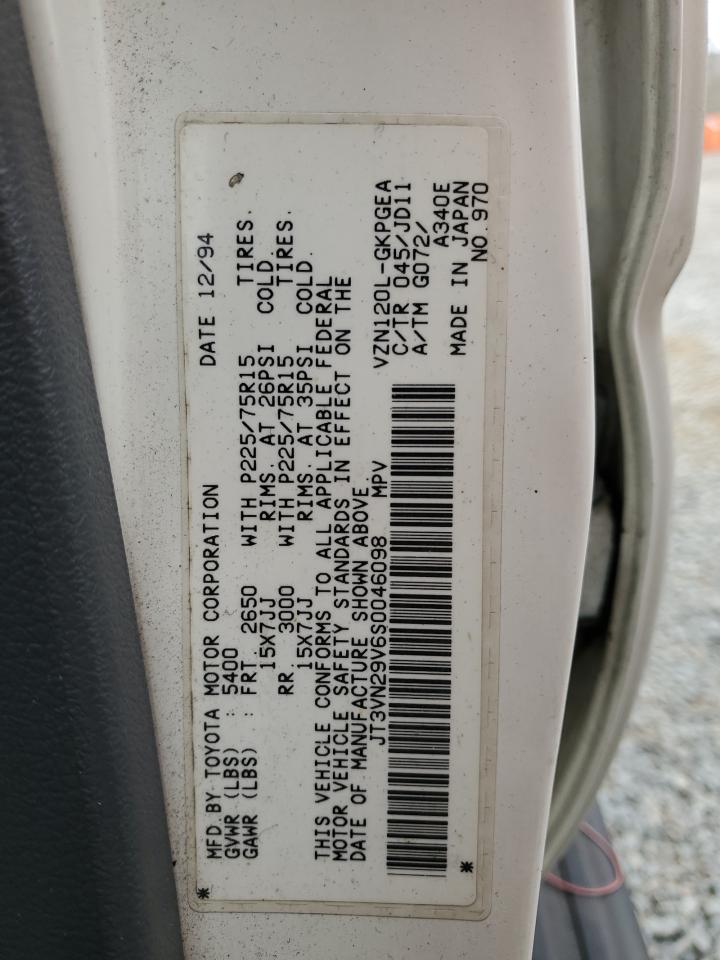 MFD. BY TOYOTA MOTOR CORPORATION DATE 12/94
GVWR (LBS) : 5400
GAWR (LBS) : FRT. 2650 WITH P225/75R15 TIRES.
15X7JJ RIMS. AT 26PSI COLD
RR. 3000 WITH P225/75R15 TIRES.
15X7JJ RIMS. AT 35PSI COLD.
THIS VEHICLE CONFORMS TO ALL APPLICABLE FEDERAL
MOTOR VEHICLE SAFETY STANDARDS IN EFFECT ON THE
DATE OF MANUFACTURE SHOWN ABOVE.
JT3VN29V6S0046098 MPV
VZN120L-GKPGEA
C/TR 045/JD11
A/TM G072/
A340E
MADE IN JAPAN
NO.970